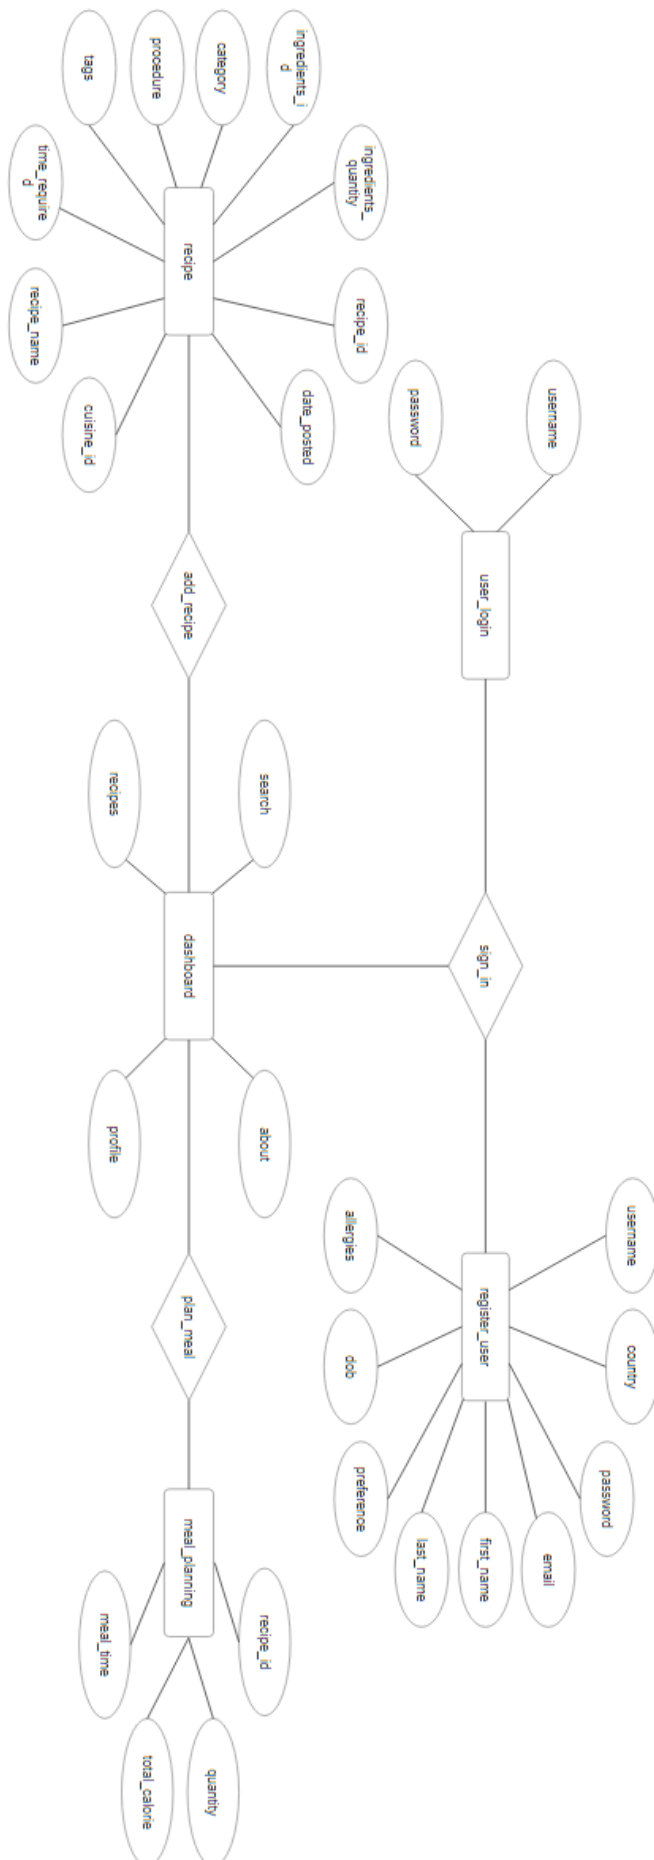 username
country
password
username
email
user_login
sign_in
register_user
first_name
password
last_name
ingredients_
quantity
recipe_id
preference
allergies
dob
date_posted
ingredients_i
d
search
about
recipe_id
category
quantity
recipe
add_recipe
dashboard
plan_meal
meal_planning
procedure
total_calorie
recipes
profile
meal_time
tags
cuisine_id
time_require
d
recipe_name